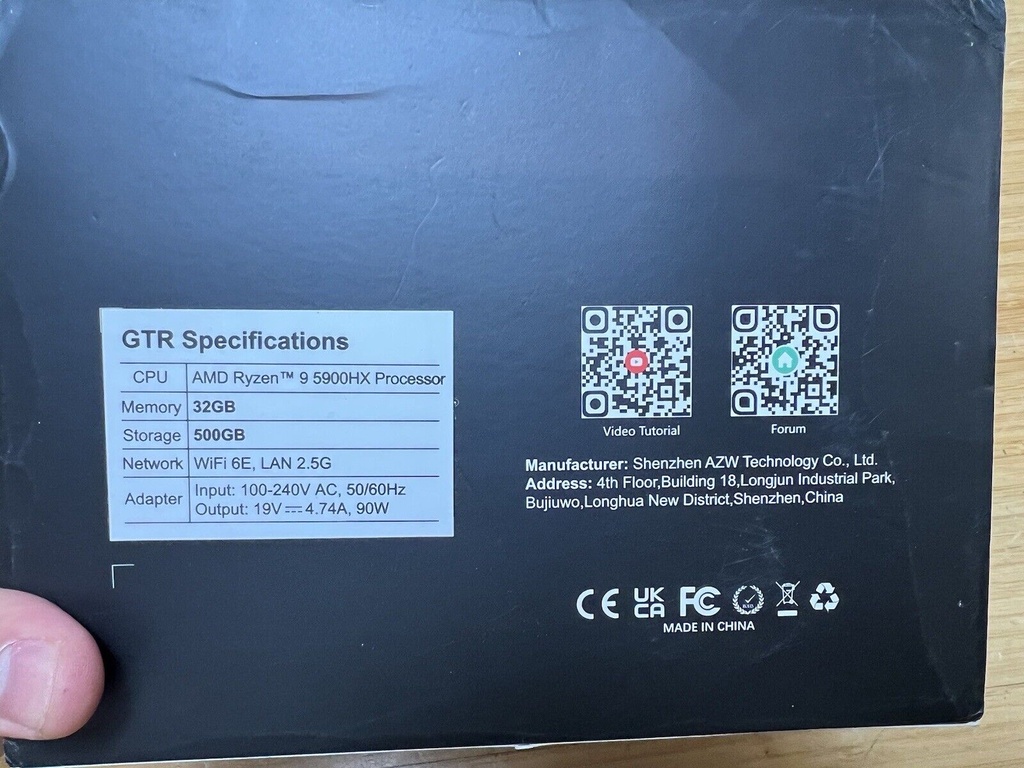 GTR Specifications
CPU AMD Ryzen™ 9 5900HX Processor
Memory 32GB
Storage 500GB
Network WiFi 6E, LAN 2.5G
Adapter Input: 100-240V AC, 50/60Hz
Output: 19V⎓4.74A, 90W
Video Tutorial
Forum
Manufacturer: Shenzhen AZW Technology Co., Ltd.
Address: 4th Floor,Building 18,Longjun Industrial Park,
Bujiuwo,Longhua New District,Shenzhen,China
CE UK CA FC
MADE IN CHINA